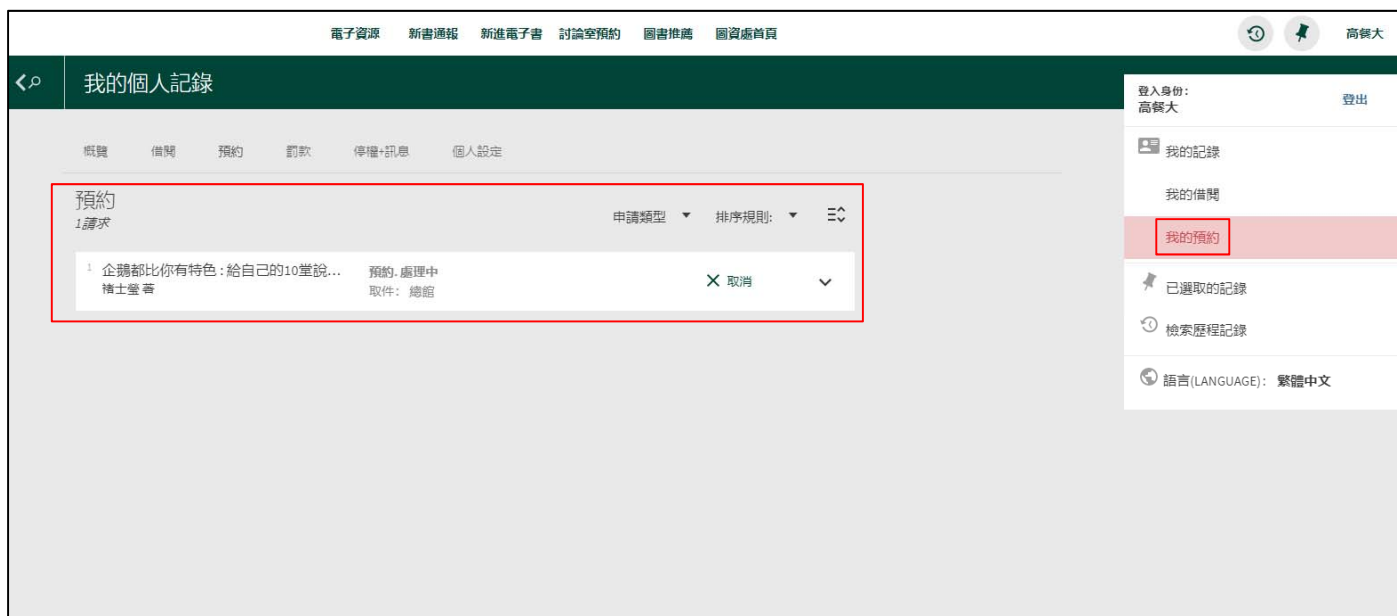 電子資源 新書通報 新進電子書 討論室預約 圖書推薦 圖資處首頁 高餐大
我的個人記錄
登入身份:
高餐大
登出
概覽 借閱 預約 罰款 停權+訊息 個人設定
預約
1請求
申請類型 排序規則:
1 企鵝都比你有特色 : 給自己的10堂說...
褚士瑩 著
預約. 處理中
取件： 總館
取消
我的記錄
我的借閱
我的預約
已選取的記錄
檢索歷程記錄
語言(LANGUAGE)： 繁體中文